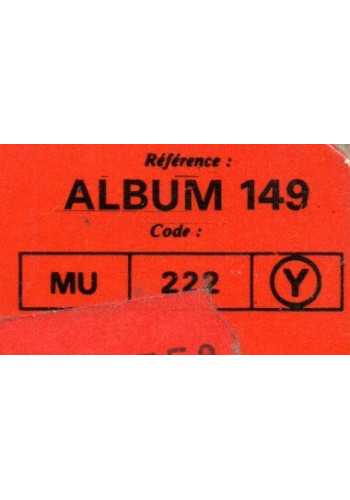 Référence :
ALBUM 149
Code :
MU 222 Y